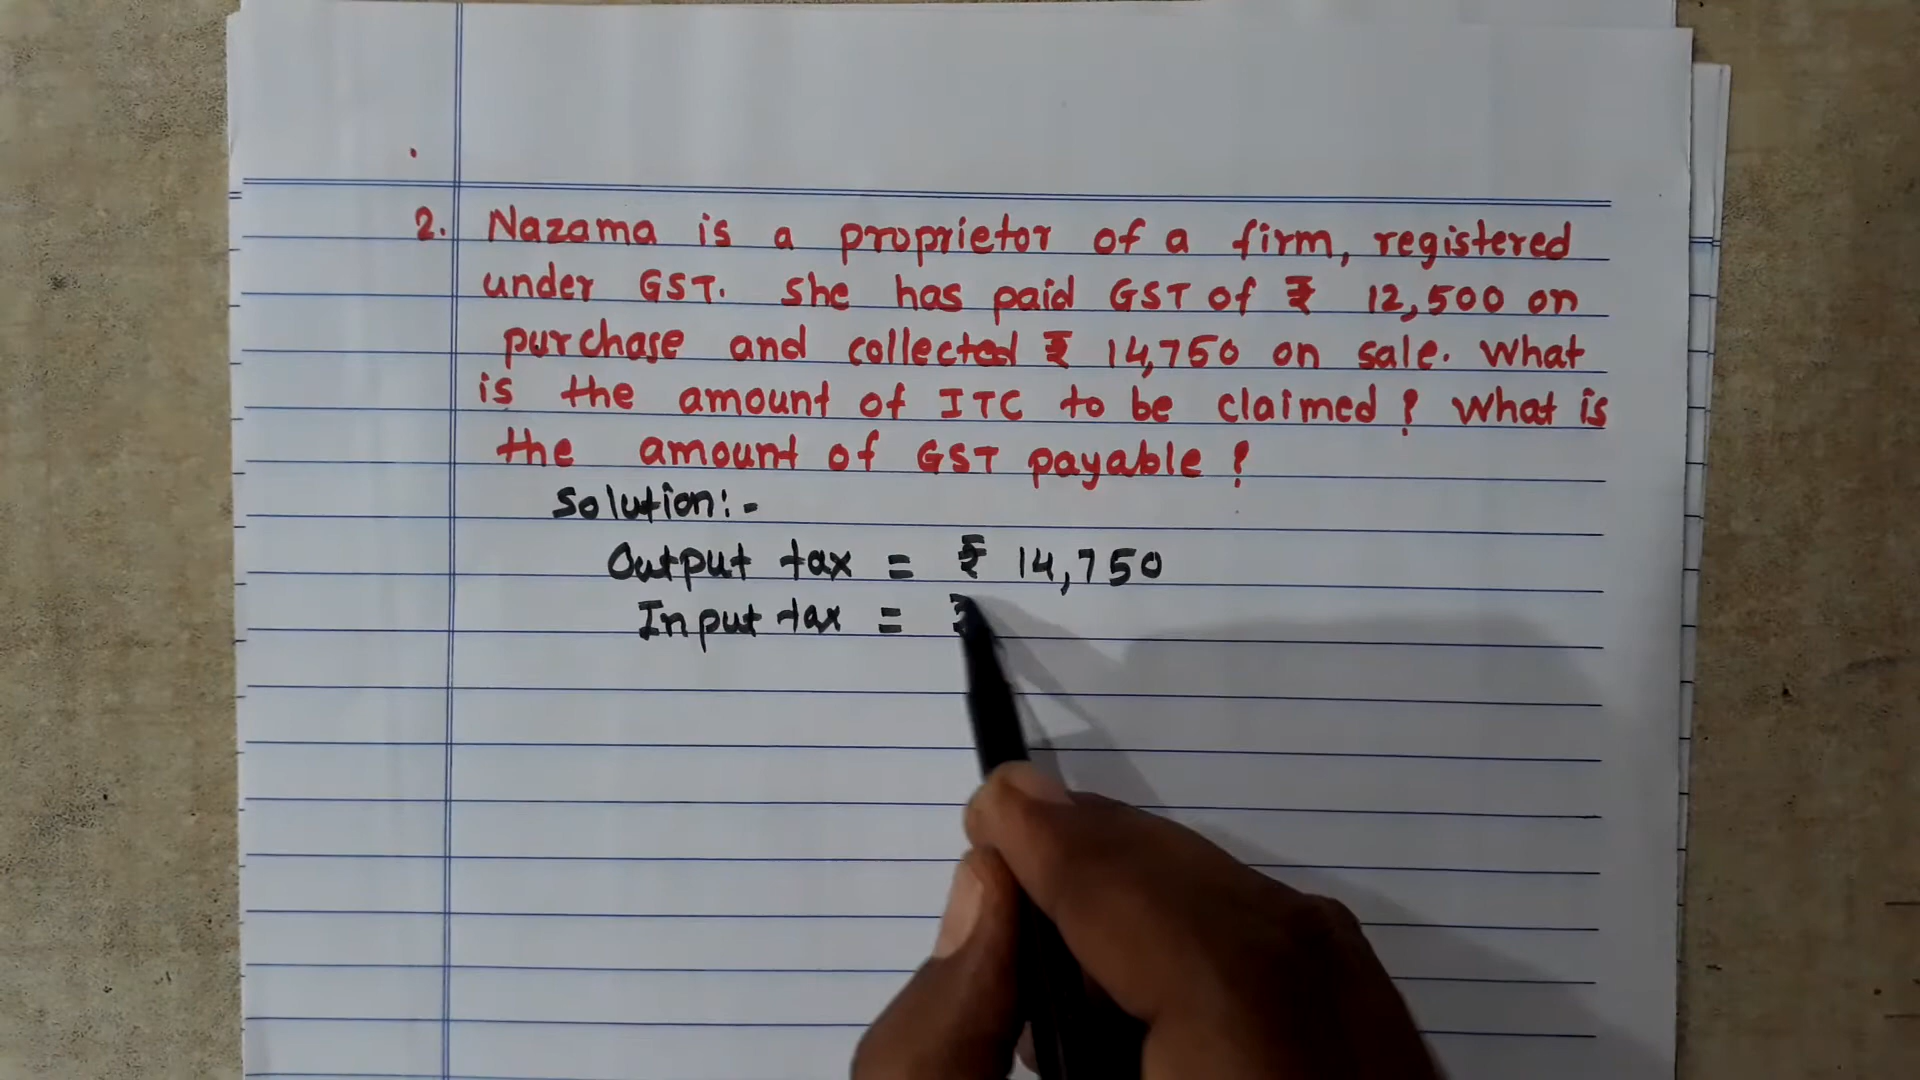 2. Nazama is a proprietor of a firm, registered
under GST. She has paid GST of ₹ 12,500 on
purchase and collected ₹ 14,750 on sale. What
is the amount of ITC to be claimed? What is
the amount of GST payable?
Solution:-
Output tax = ₹ 14,750
Input tax = ₹